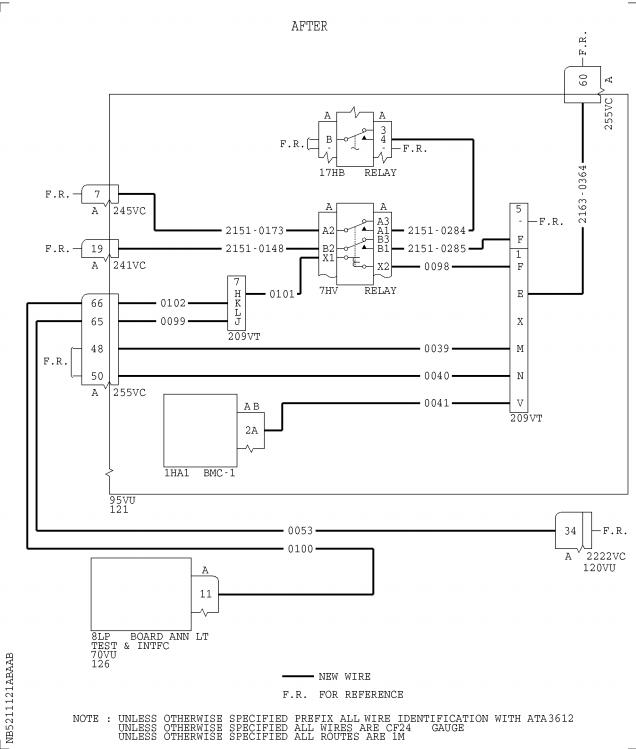 AFTER
F.R.
60
A
255VC
A
A
F.R.
B
3
4
-
F.R.
17HB
RELAY
2163-0364
F.R.
7
A
245VC
2151-0173
A
A
A2
A3
A1
2151-0284
5
-
F.R.
F
F.R.
19
A
241VC
2151-0148
B2
B3
B1
2151-0285
X1
X2
0098
1
F
7HV
RELAY
66
0102
7
H
K
L
J
0101
E
65
0099
209VT
X
F.R.
48
0039
M
50
0040
N
A
255VC
0041
V
209VT
A B
2A
1HA1 BMC-1
95VU
121
0053
34
F.R.
A
2222VC
120VU
0100
A
11
8LP BOARD ANN LT
TEST & INTFC
70VU
126
NEW WIRE
F.R. FOR REFERENCE
NOTE : UNLESS OTHERWISE SPECIFIED PREFIX ALL WIRE IDENTIFICATION WITH ATA3612
UNLESS OTHERWISE SPECIFIED ALL WIRES ARE CF24 GAUGE
UNLESS OTHERWISE SPECIFIED ALL ROUTES ARE 1M
NB5211121ABAAB